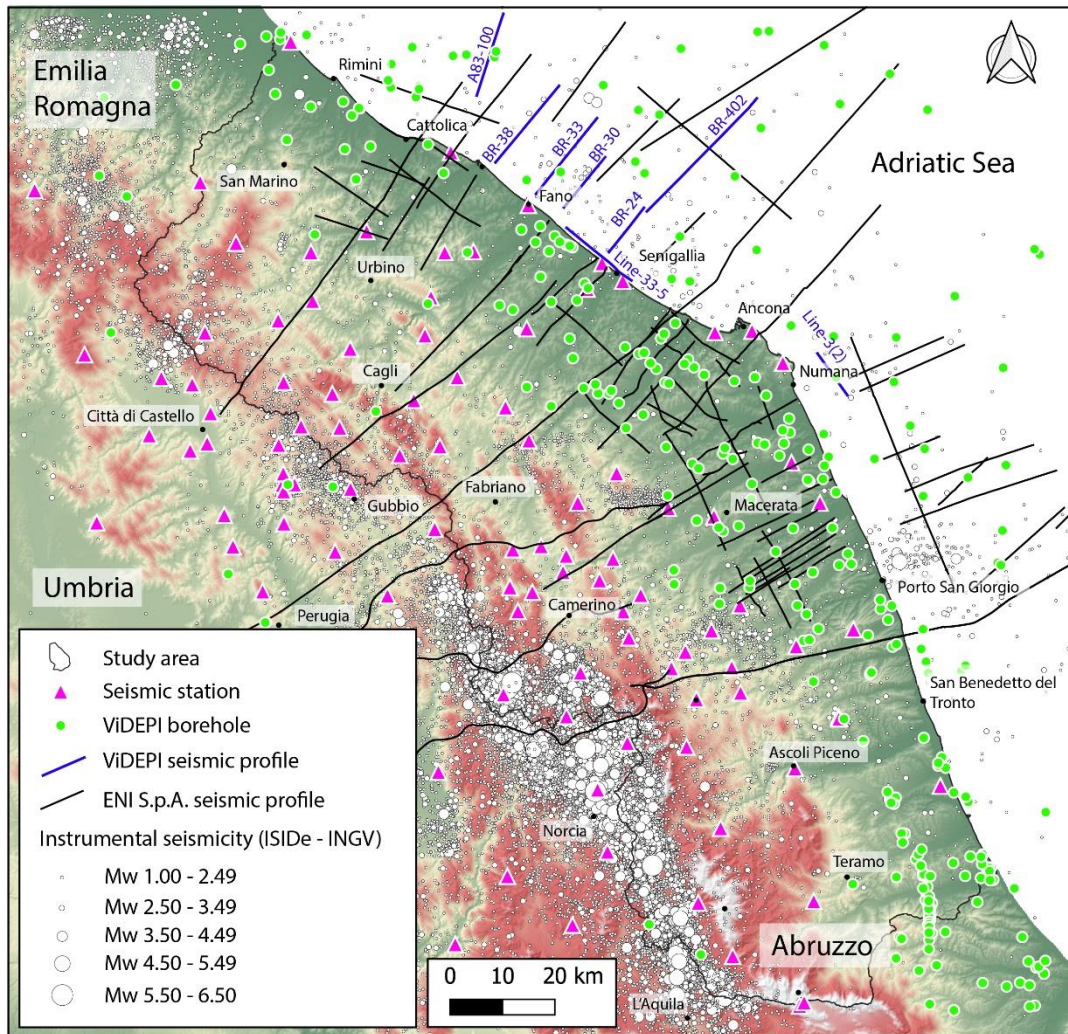 Emilia
Romagna
Rimini
A83-100
Cattolica
BR-38
BR-33
BR-30
BR-402
Adriatic Sea
San Marino
Fano
BR-24
Urbino
Senigallia
Line-33-5
Ancona
Line-3(2)
Numana
Cagli
Città di Castello
Fabriano
Gubbio
Macerata
Umbria
Perugia
Camerino
Porto San Giorgio
San Benedetto del
Tronto
Ascoli Piceno
Norcia
Teramo
Abruzzo
L'Aquila
Study area
Seismic station
ViDEPI borehole
ViDEPI seismic profile
ENI S.p.A. seismic profile
Instrumental seismicity (ISIDe - INGV)
Mw 1.00 - 2.49
Mw 2.50 - 3.49
Mw 3.50 - 4.49
Mw 4.50 - 5.49
Mw 5.50 - 6.50
0 10 20 km